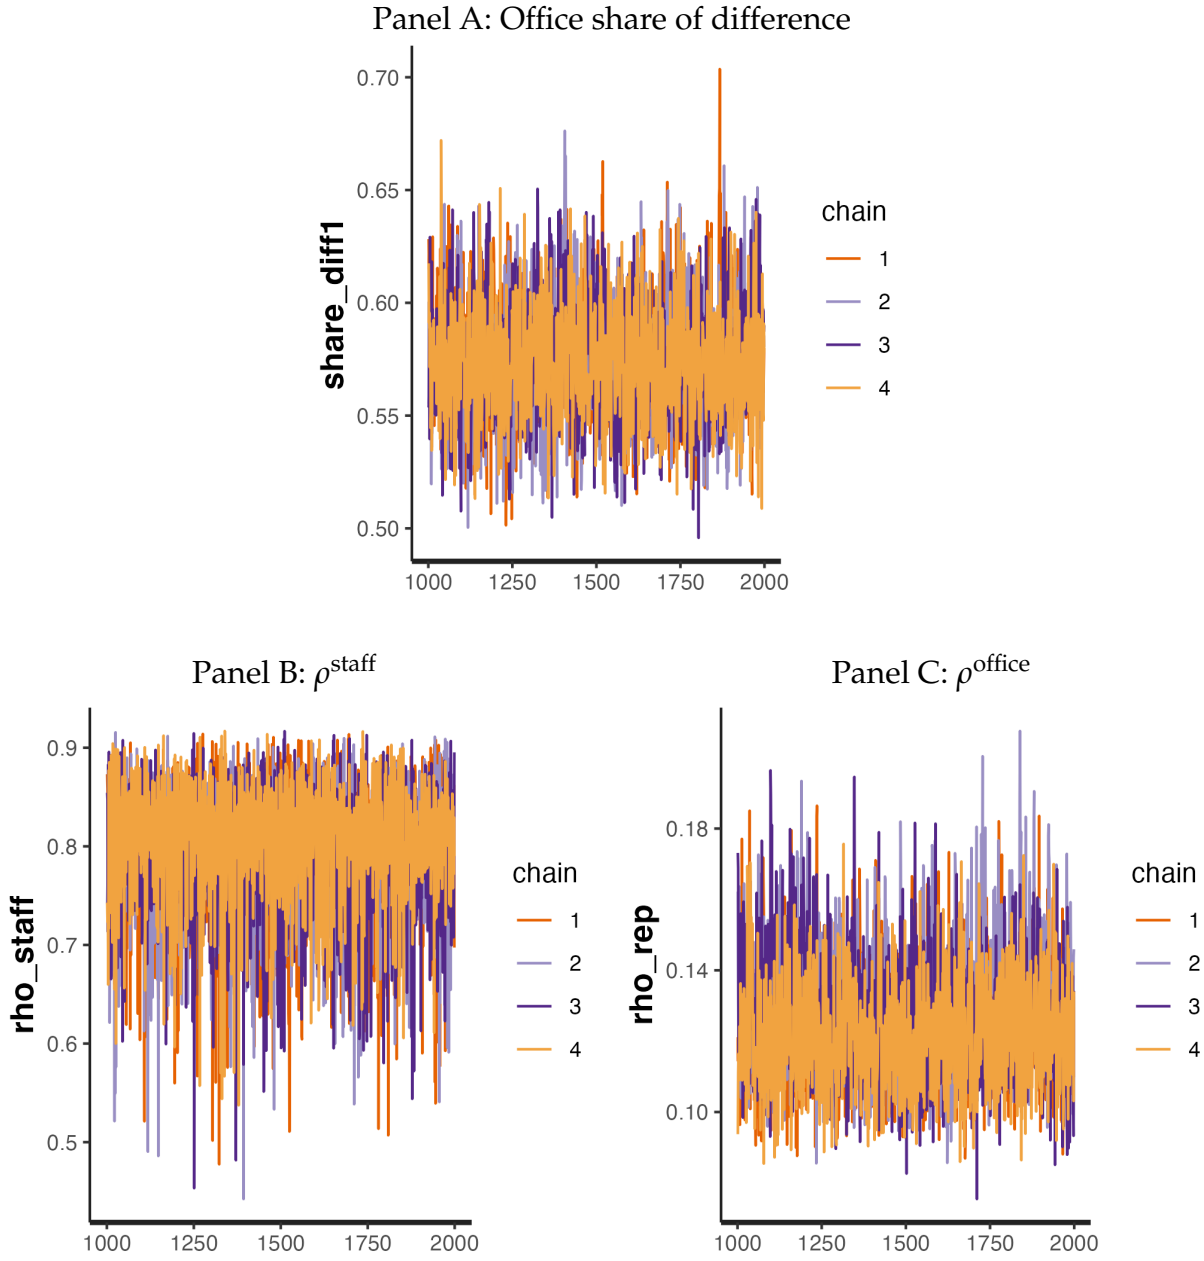 Panel A: Office share of difference
0.70
0.65
0.60
0.55
0.50
share_diff1
1000 1250 1500 1750 2000
chain
1
2
3
4
Panel B: ρ^staff
0.9
0.8
0.7
0.6
0.5
rho_staff
1000 1250 1500 1750 2000
chain
1
2
3
4
Panel C: ρ^office
0.18
0.14
0.10
rho_rep
1000 1250 1500 1750 2000
chain
1
2
3
4